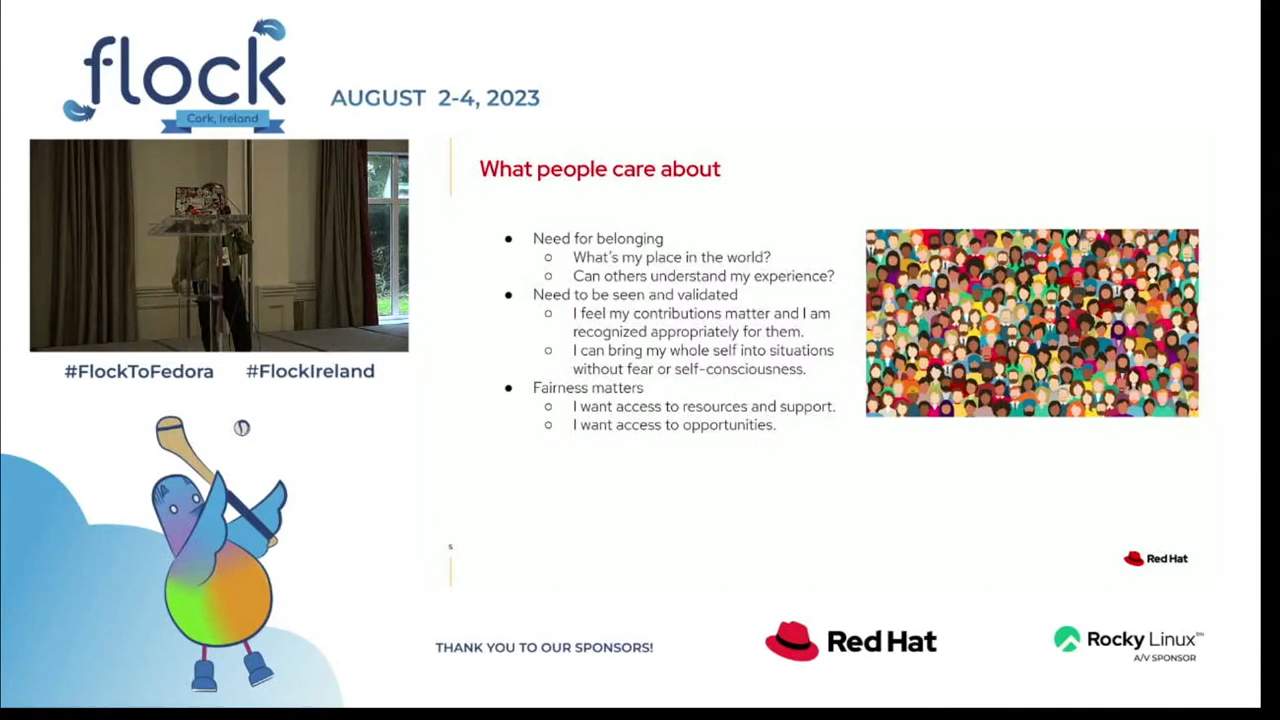 flock
Cork, Ireland
AUGUST 2-4, 2023
#FlockToFedora #FlockIreland
What people care about
● Need for belonging
○ What's my place in the world?
○ Can others understand my experience?
● Need to be seen and validated
○ I feel my contributions matter and I am
recognized appropriately for them.
○ I can bring my whole self into situations
without fear or self-consciousness.
● Fairness matters
○ I want access to resources and support.
○ I want access to opportunities.
5
Red Hat
THANK YOU TO OUR SPONSORS!
Red Hat
Rocky Linux™
A/V SPONSOR